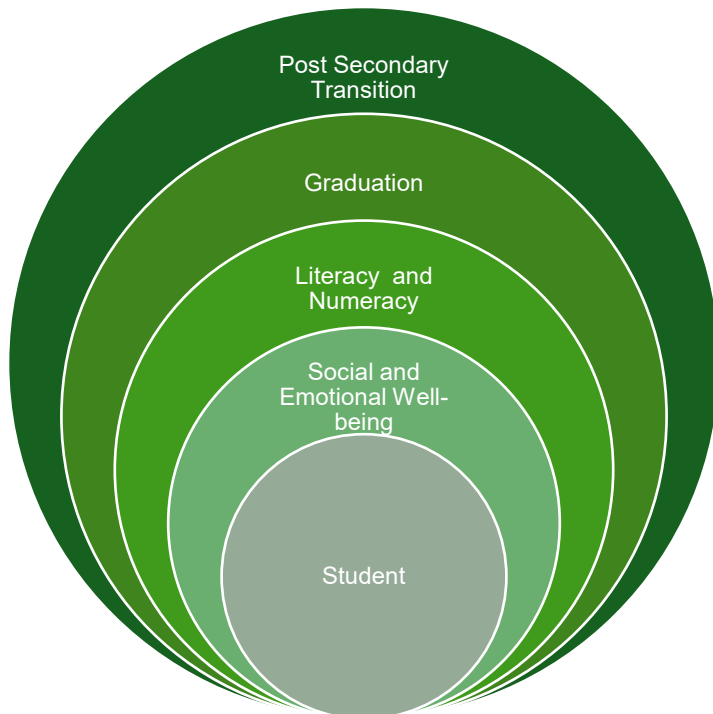 Post Secondary
Transition
Graduation
Literacy  and
Numeracy
Social and
Emotional Well-
being
Student